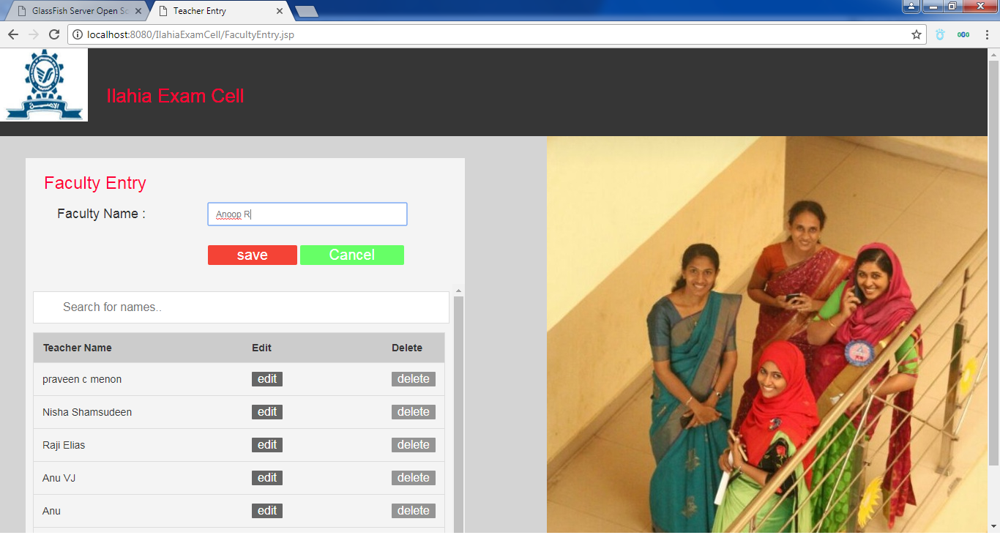 GlassFish Server Open So
Teacher Entry
localhost:8080/IlahiaExamCell/FacultyEntry.jsp
Ilahia Exam Cell
Faculty Entry
Faculty Name :
Anoop R
save Cancel
Search for names..
Teacher Name Edit Delete
praveen c menon edit delete
Nisha Shamsudeen edit delete
Raji Elias edit delete
Anu VJ edit delete
Anu edit delete